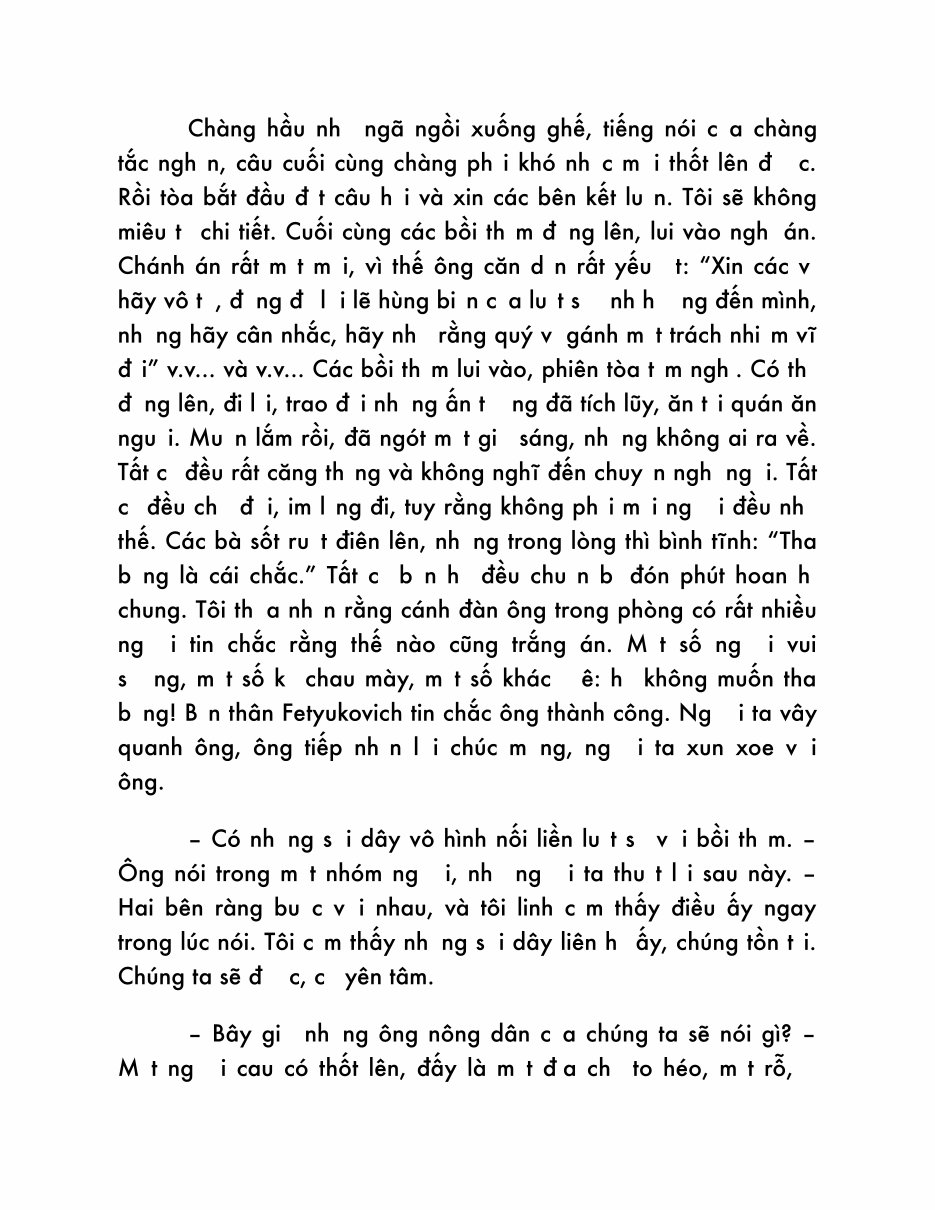 Chàng hầu nh ngã ngồi xuống ghế, tiếng nói c a chàng
tắc ngh n, câu cuối cùng chàng ph i khó nh c m i thốt lên đ c.
Rồi tòa bắt đầu đ t câu h i và xin các bên kết lu n. Tôi sẽ không
miêu t chi tiết. Cuối cùng các bồi th m đ ng lên, lui vào ngh án.
Chánh án rất m t m i, vì thế ông căn d n rất yếu t: “Xin các v
hãy vô t , đ ng đ l i lẽ hùng bi n c a lu t s nh h ng đến mình,
nh ng hãy cân nhắc, hãy nh rằng quý v gánh m t trách nhi m vĩ
đ i” v.v... và v.v... Các bồi th m lui vào, phiên tòa t m ngh . Có th
đ ng lên, đi l i, trao đ i nh ng ấn t ng đã tích lũy, ăn t i quán ăn
ngu i. Mu n lắm rồi, đã ngót m t gi sáng, nh ng không ai ra về.
Tất c đều rất căng th ng và không nghĩ đến chuy n ngh ng i. Tất
c đều ch đ i, im l ng đi, tuy rằng không ph i m i ng i đều nh
thế. Các bà sốt ru t điên lên, nh ng trong lòng thì bình tĩnh: “Tha
b ng là cái chắc.” Tất c b n h đều chu n b đón phút hoan h
chung. Tôi th a nh n rằng cánh đàn ông trong phòng có rất nhiều
ng i tin chắc rằng thế nào cũng trắng án. M t số ng i vui
s ng, m t số k chau mày, m t số khác ê: h không muốn tha
b ng! B n thân Fetyukovich tin chắc ông thành công. Ng i ta vây
quanh ông, ông tiếp nh n l i chúc m ng, ng i ta xun xoe v i
ông.
– Có nh ng s i dây vô hình nối liền lu t s v i bồi th m. –
Ông nói trong m t nhóm ng i, nh ng i ta thu t l i sau này. –
Hai bên ràng bu c v i nhau, và tôi linh c m thấy điều ấy ngay
trong lúc nói. Tôi c m thấy nh ng s i dây liên h ấy, chúng tồn t i.
Chúng ta sẽ đ c, c yên tâm.
– Bây gi nh ng ông nông dân c a chúng ta sẽ nói gì? –
M t ng i cau có thốt lên, đấy là m t đ a ch to héo, m t rỗ,